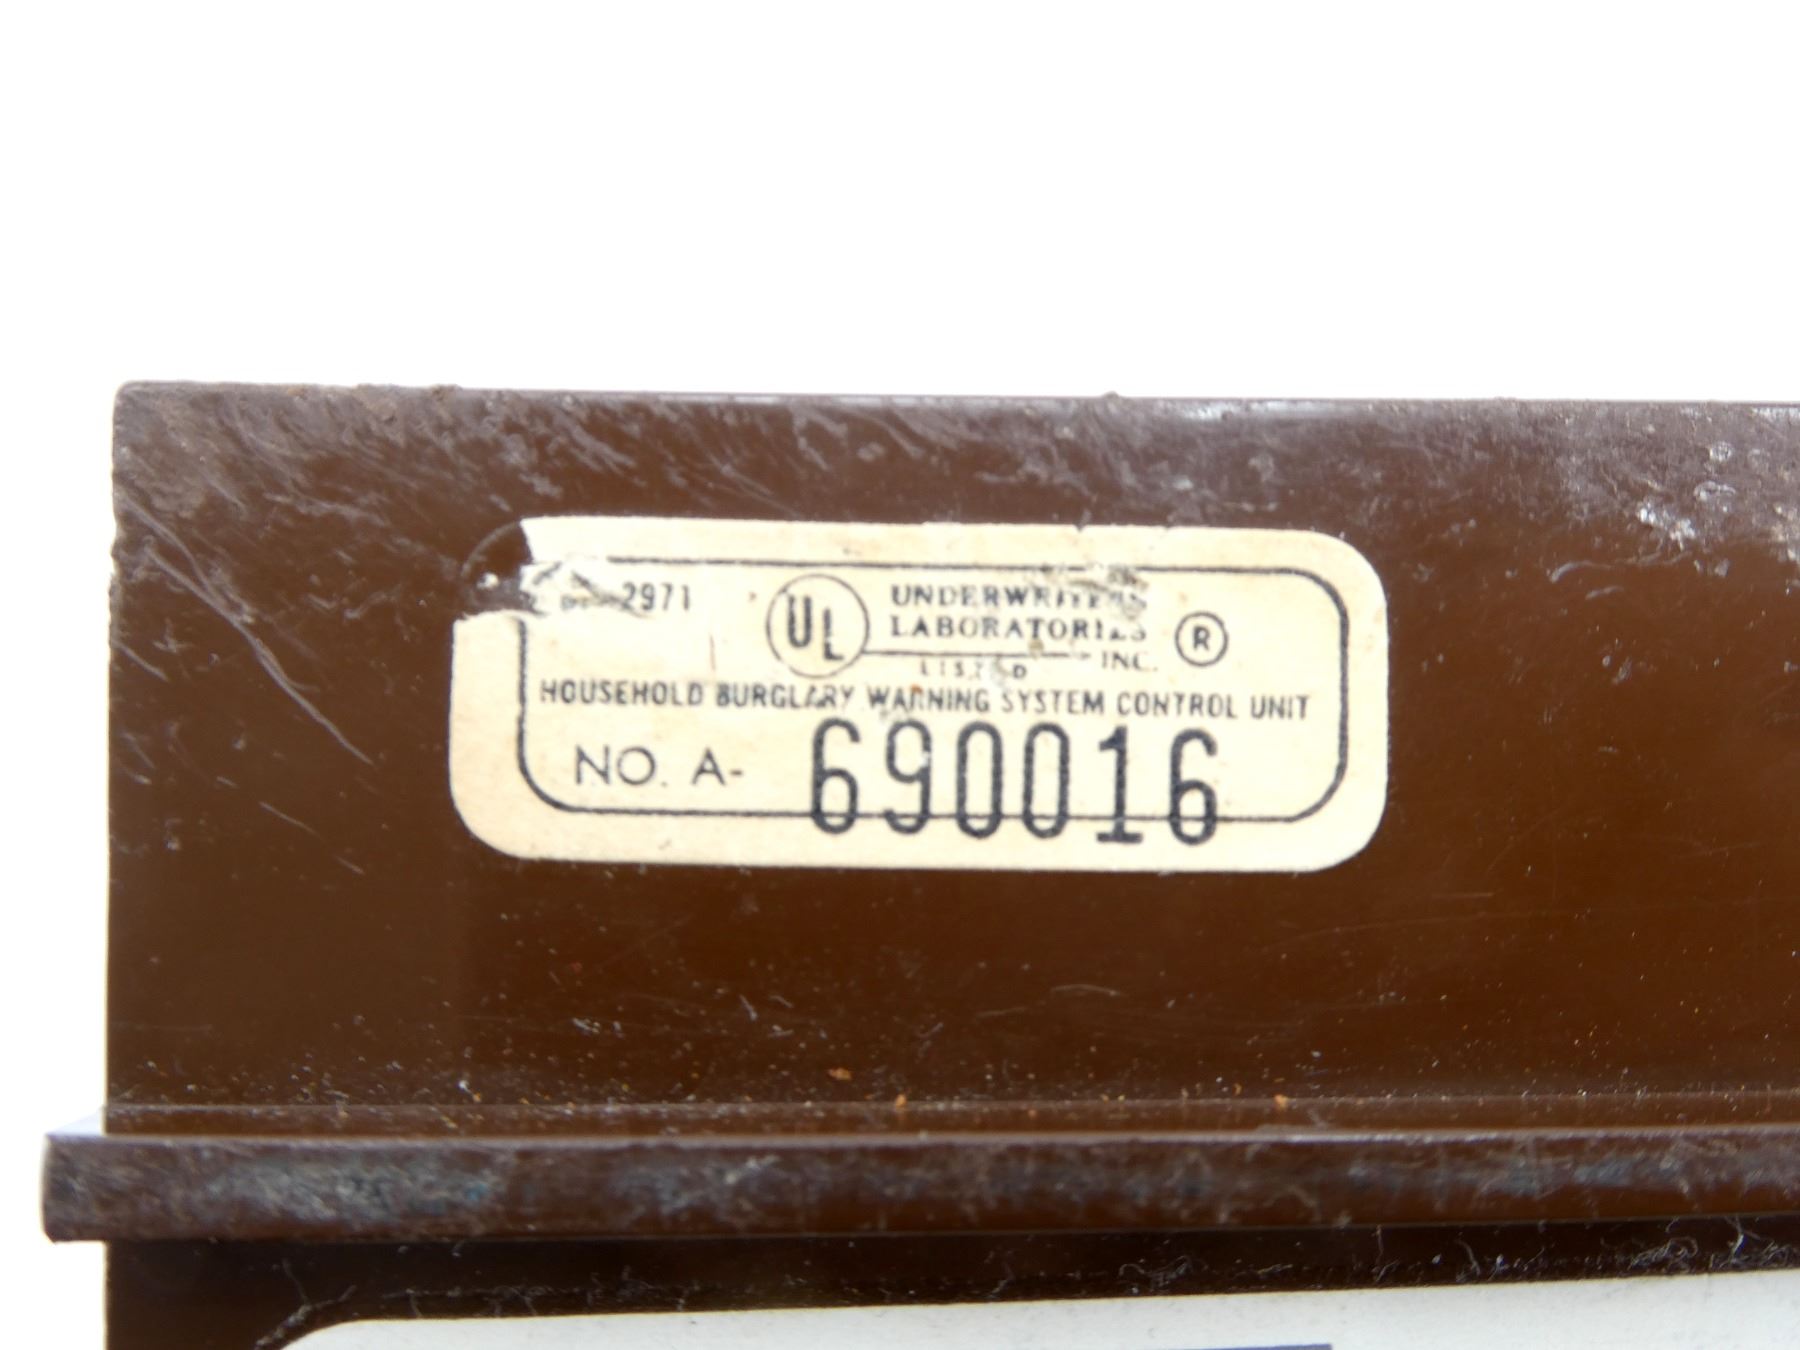 2971
UL
UNDERWRITERS
LABORATORIES
INC.
®
LISTED
HOUSEHOLD BURGLARY WARNING SYSTEM CONTROL UNIT
NO. A- 690016